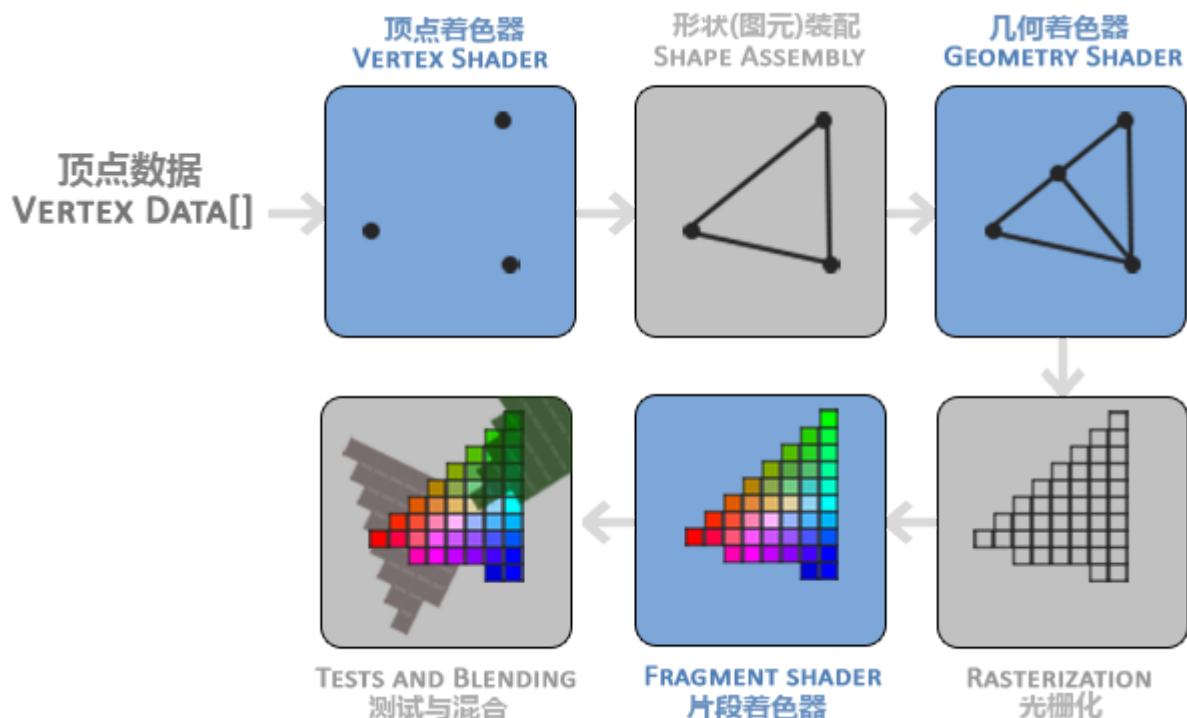 顶点着色器
VERTEX SHADER
形状(图元)装配
SHAPE ASSEMBLY
几何着色器
GEOMETRY SHADER
顶点数据
VERTEX DATA[]
TESTS AND BLENDING
测试与混合
FRAGMENT SHADER
片段着色器
RASTERIZATION
光栅化